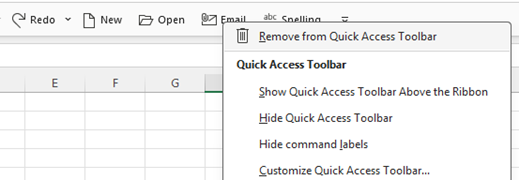 Redo New Open Email abc Spelling
Remove from Quick Access Toolbar
Quick Access Toolbar
E F G
Show Quick Access Toolbar Above the Ribbon
Hide Quick Access Toolbar
Hide command labels
Customize Quick Access Toolbar...